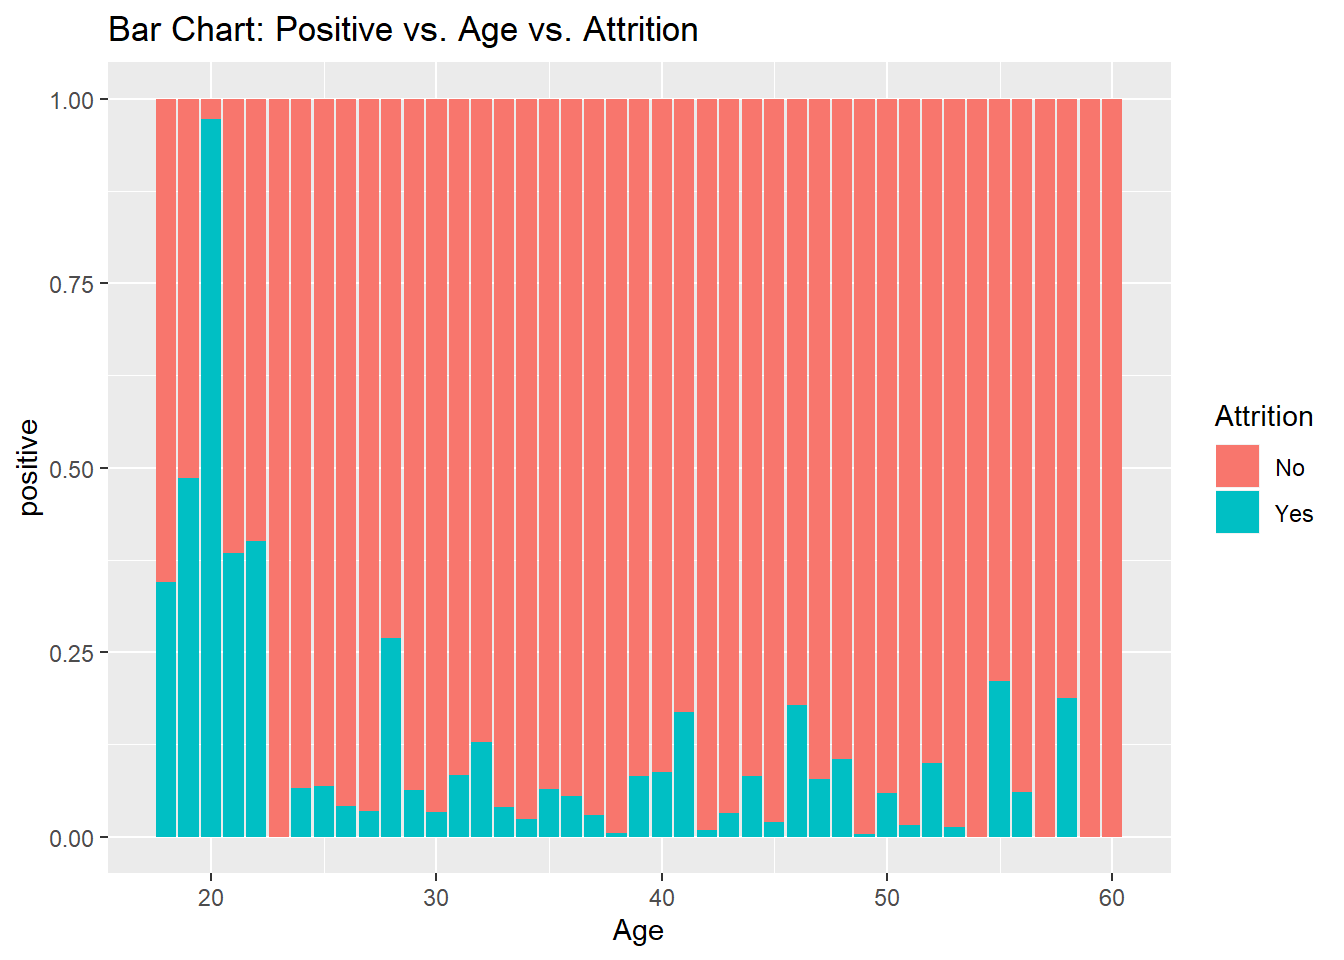 Bar Chart: Positive vs. Age vs. Attrition
1.00
0.75
0.50
0.25
0.00
positive
20 30 40 50 60
Age
Attrition
No
Yes